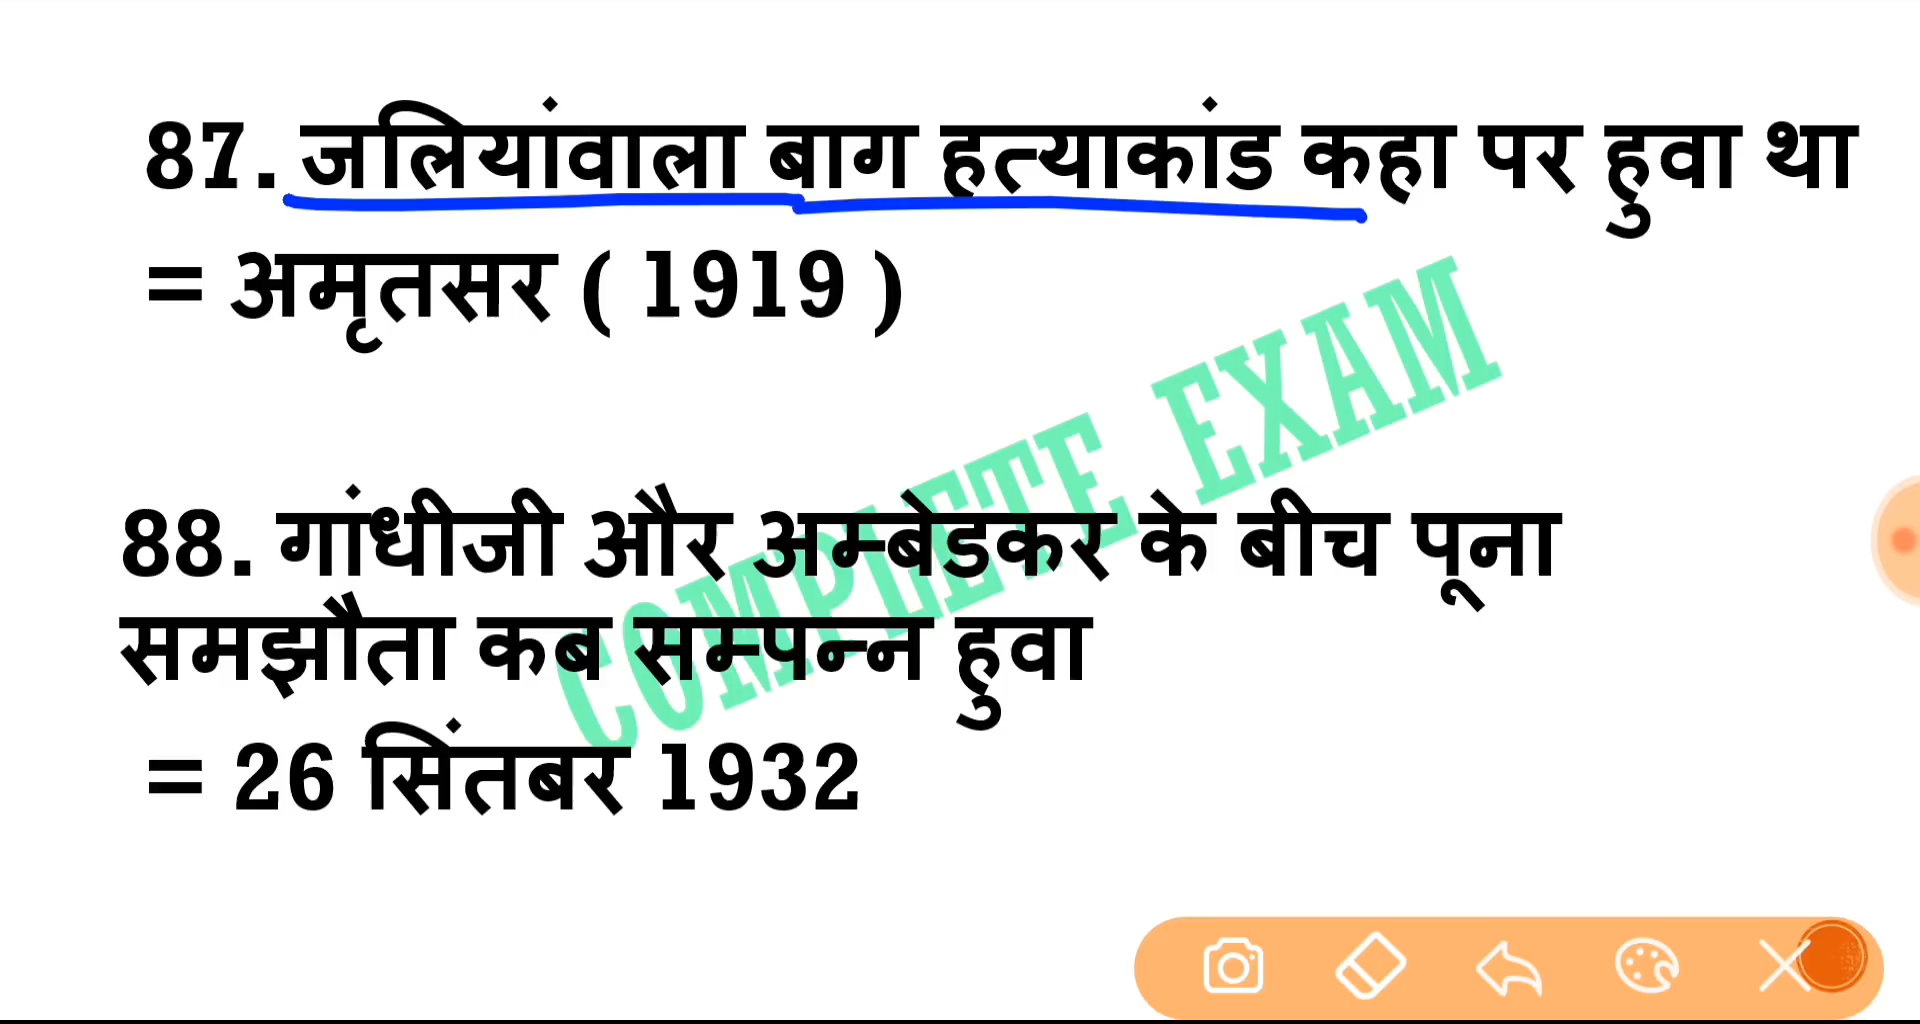 87. जलियांवाला बाग हत्याकांड कहा पर हुवा था
= अमृतसर ( 1919 )
COMPLETE EXAM
88. गांधीजी और अम्बेडकर के बीच पूना
समझौता कब सम्पन्न हुवा
= 26 सिंतबर 1932